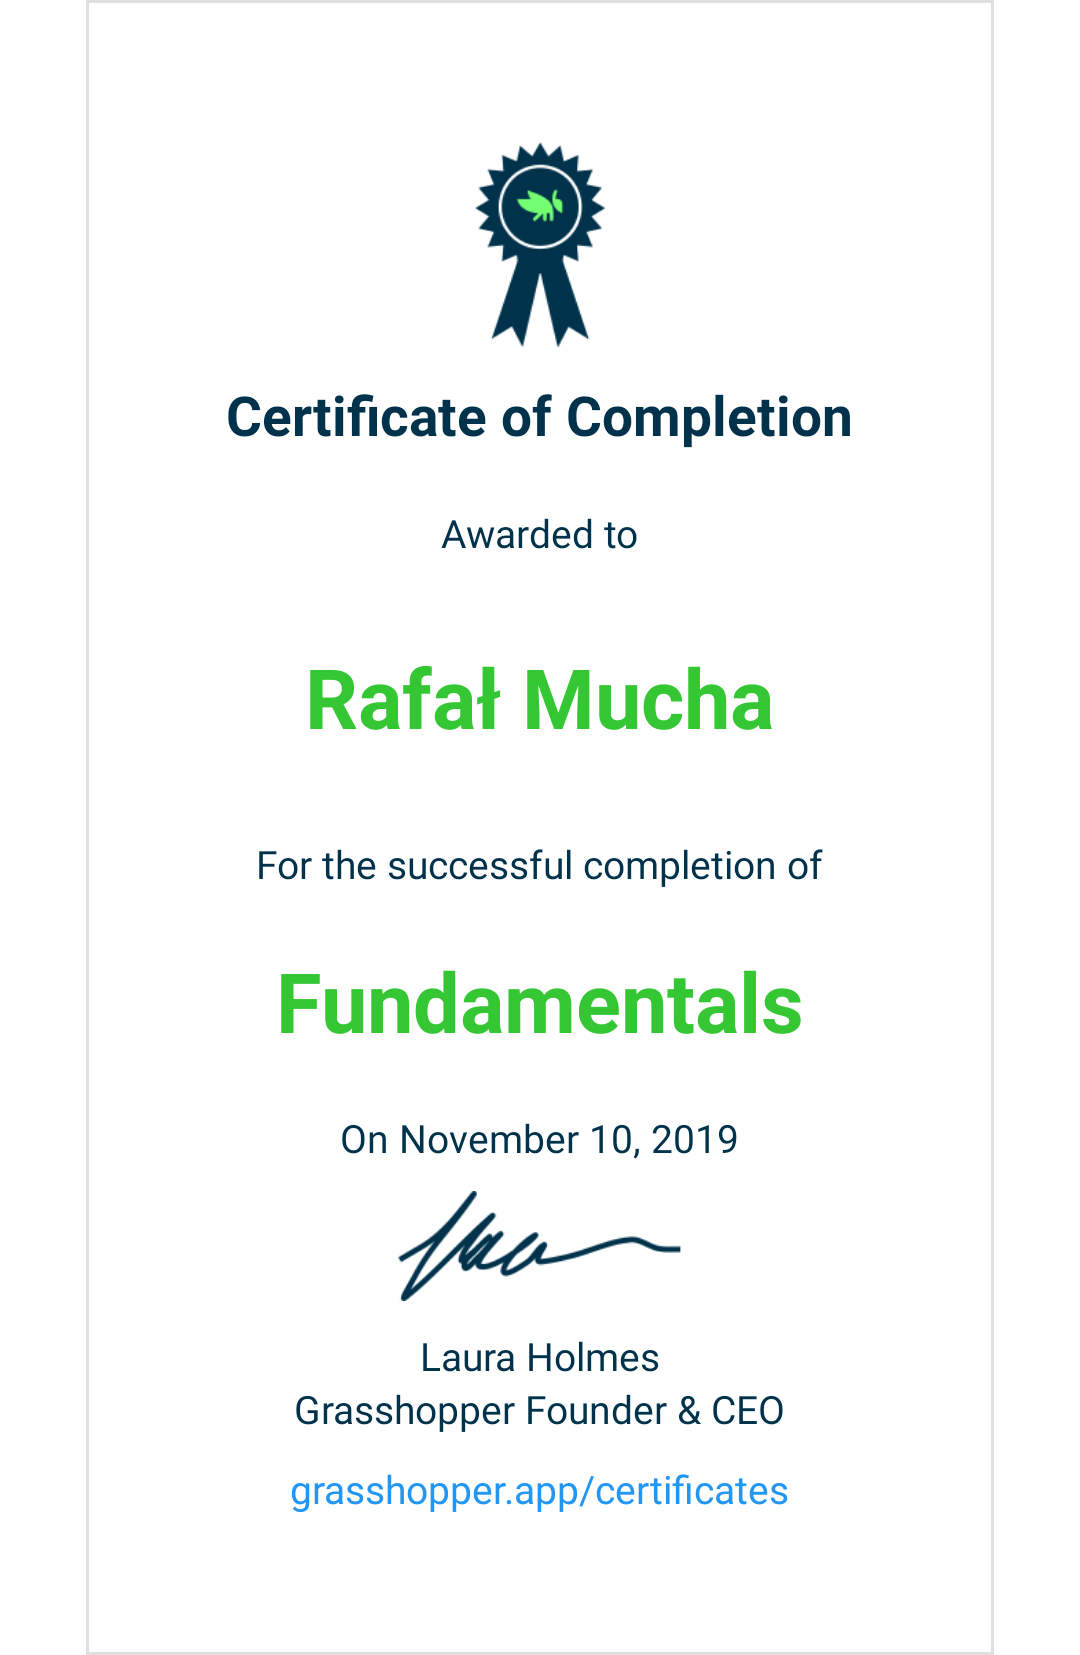 Certificate of Completion
Awarded to
Rafał Mucha
For the successful completion of
Fundamentals
On November 10, 2019
Laura Holmes
Grasshopper Founder & CEO
grasshopper.app/certificates